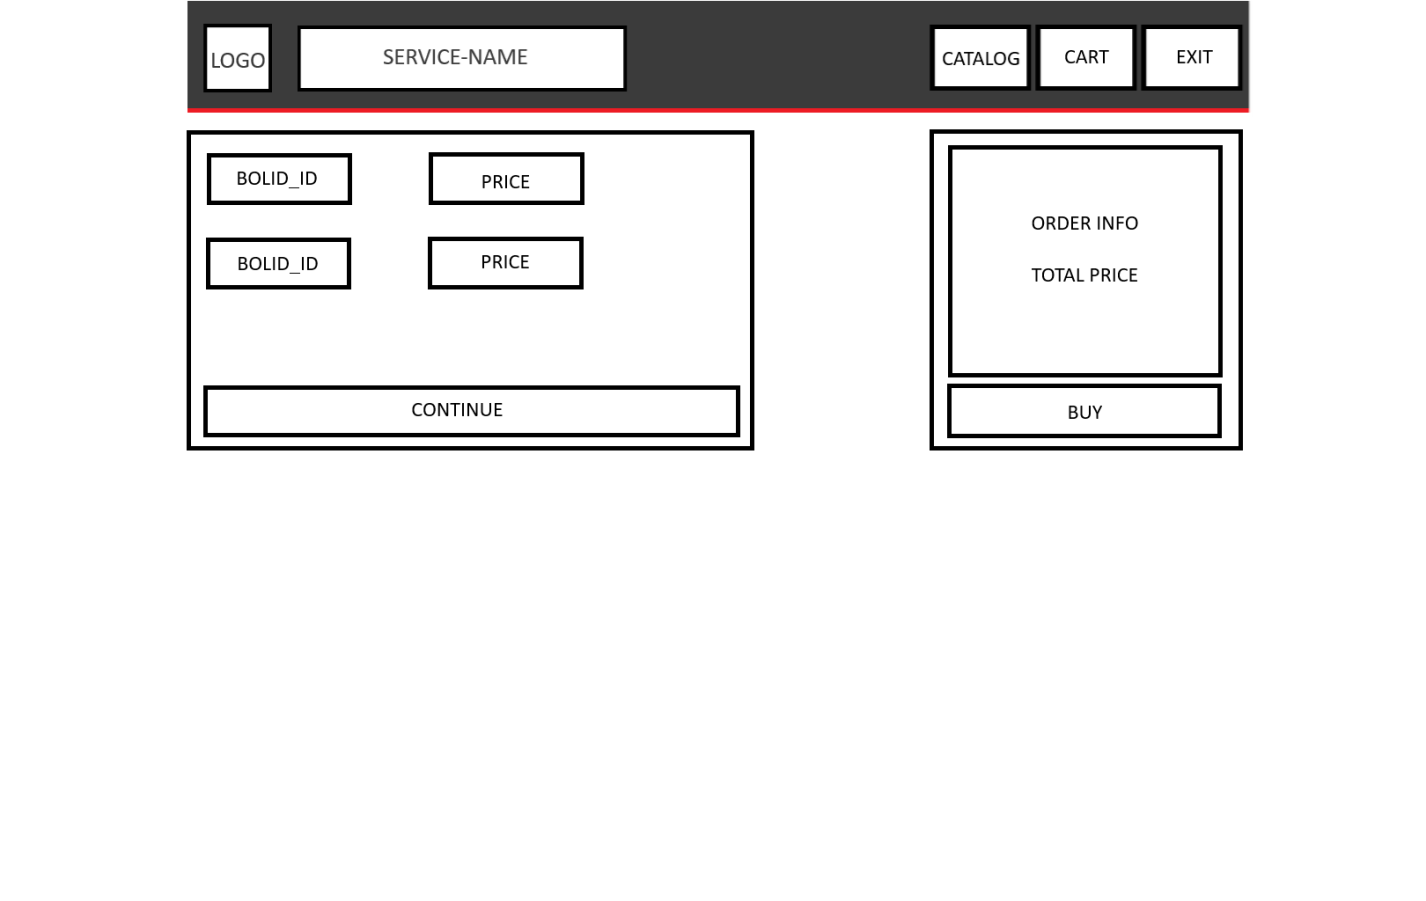 LOGO
SERVICE-NAME
CATALOG
CART
EXIT
BOLID_ID
PRICE
BOLID_ID
PRICE
CONTINUE
ORDER INFO
TOTAL PRICE
BUY